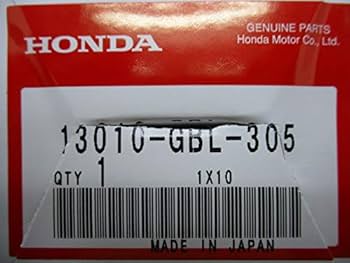 HONDA
GENUINE PARTS
Honda Motor Co., Ltd.
13010-GBL-305
QTY 1 1X10
MADE IN JAPAN